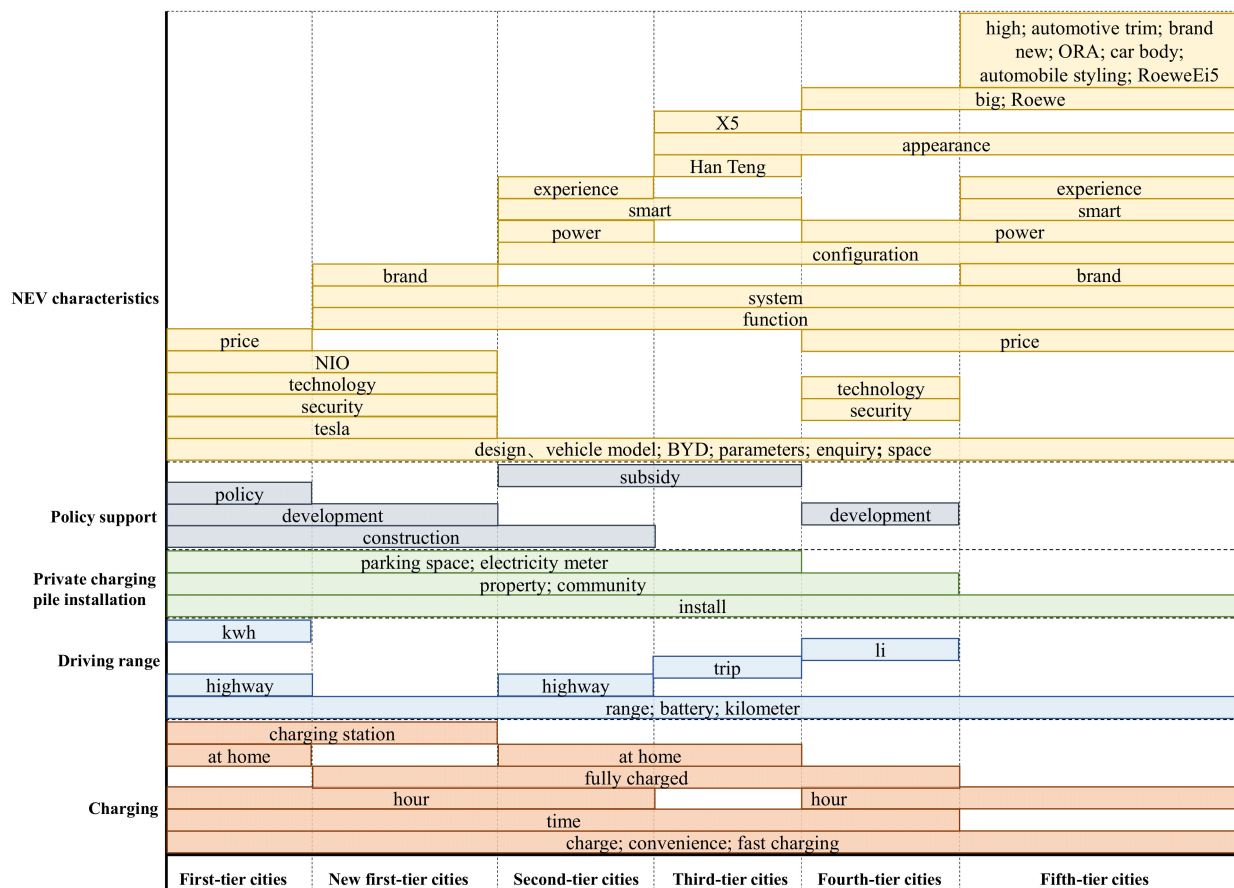 high; automotive trim; brand
new; ORA; car body;
automobile styling; RoeweEi5
big; Roewe
X5
appearance
Han Teng
experience
experience
smart
smart
power
power
configuration
brand
brand
NEV characteristics
system
function
price
price
NIO
technology
technology
security
security
tesla
design、vehicle model; BYD; parameters; enquiry; space
subsidy
policy
Policy support
development
development
construction
parking space; electricity meter
Private charging
pile installation
property; community
install
kwh
Driving range
li
trip
highway
highway
range; battery; kilometer
charging station
at home
at home
fully charged
Charging
hour
hour
time
charge; convenience; fast charging
First-tier cities
New first-tier cities
Second-tier cities
Third-tier cities
Fourth-tier cities
Fifth-tier cities